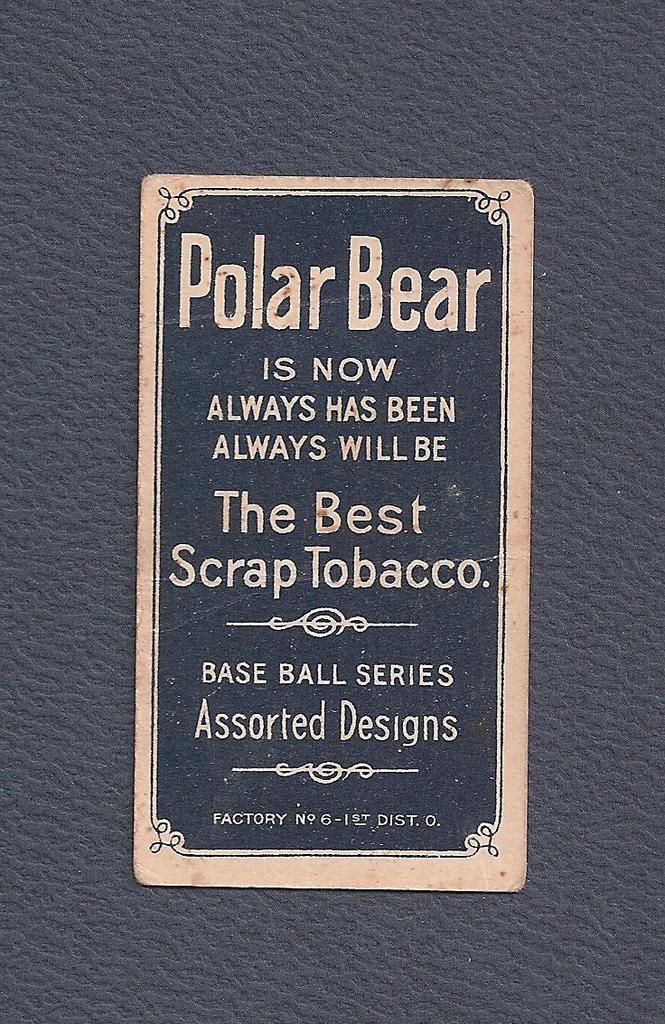 Polar Bear
IS NOW
ALWAYS HAS BEEN
ALWAYS WILL BE
The Best
Scrap Tobacco.
BASE BALL SERIES
Assorted Designs
FACTORY Nº 6-1ST DIST. O.